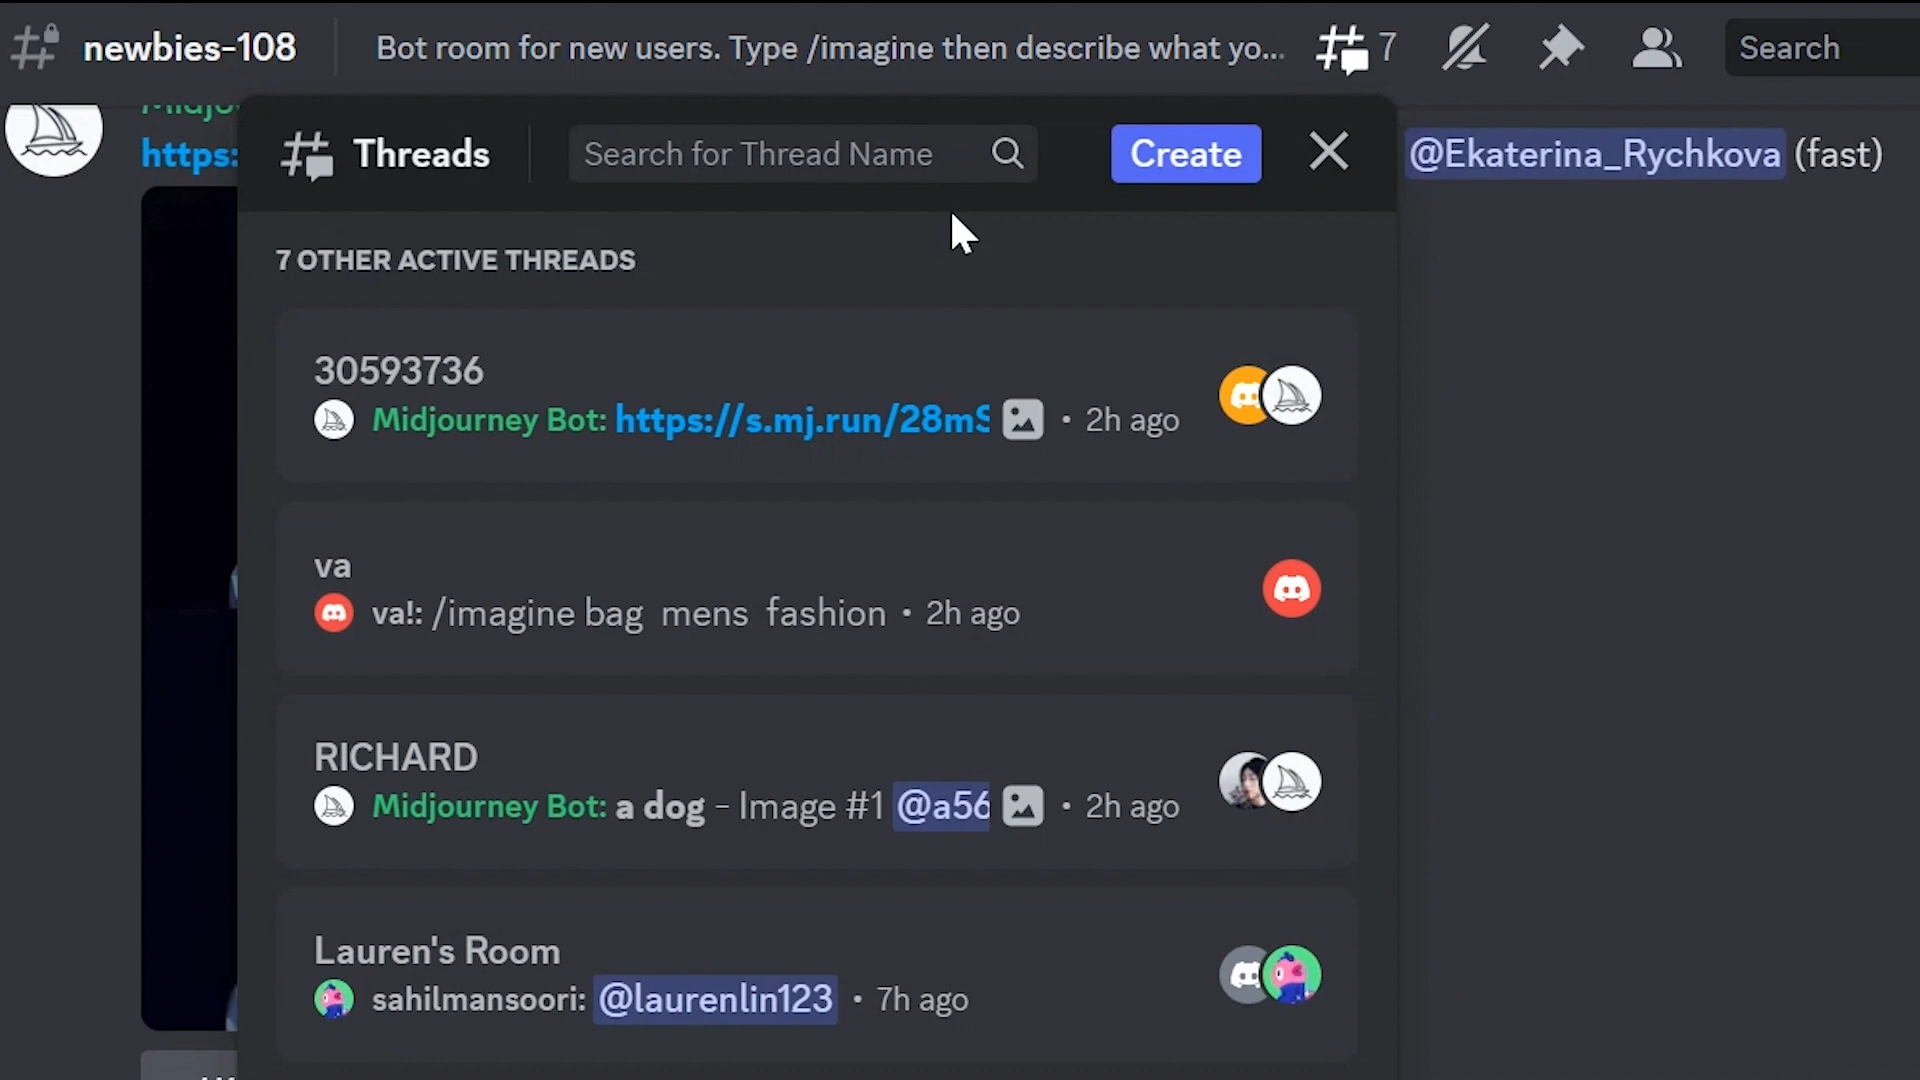 newbies-108
Bot room for new users. Type /imagine then describe what yo...
7
Search
https:
Threads
Search for Thread Name
Create
@Ekaterina_Rychkova (fast)
7 OTHER ACTIVE THREADS
30593736
Midjourney Bot: https://s.mj.run/28mS • 2h ago
va
va!: /imagine bag mens fashion • 2h ago
RICHARD
Midjourney Bot: a dog - Image #1 @a56 • 2h ago
Lauren's Room
sahilmansoori: @laurenlin123 • 7h ago